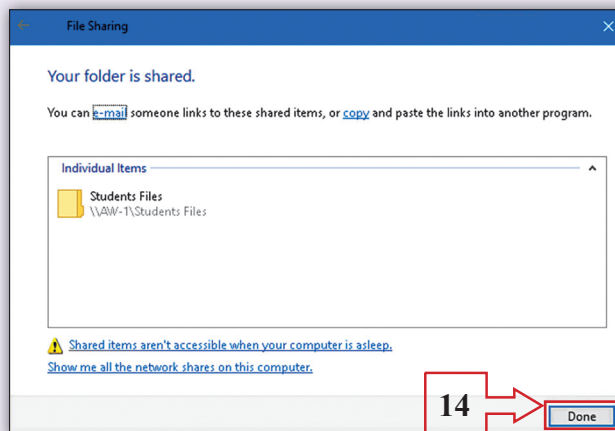 File Sharing
Your folder is shared.
You can e-mail someone links to these shared items, or copy and paste the links into another program.
Individual Items
Students Files
\\AW-1\Students Files
Shared items aren't accessible when your computer is asleep.
Show me all the network shares on this computer.
14
Done